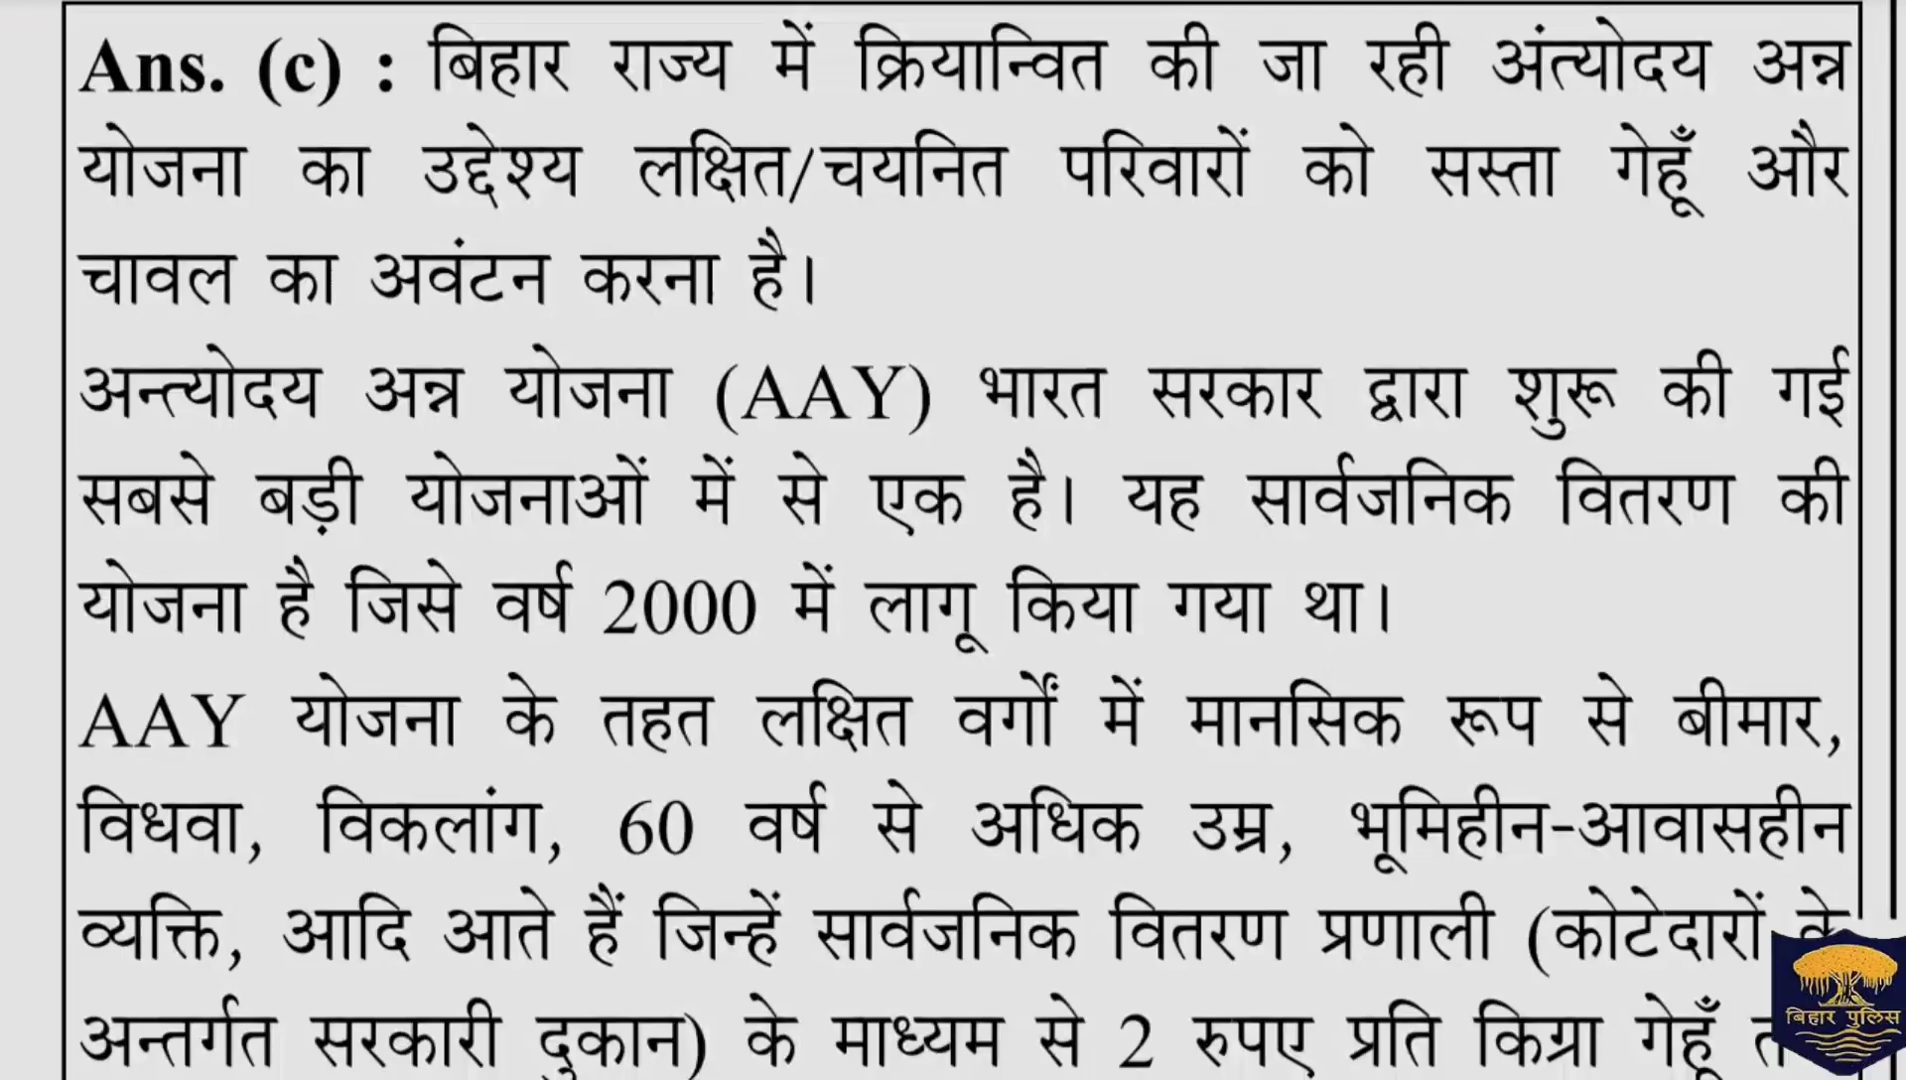 Ans. (c) : बिहार राज्य में क्रियान्वित की जा रही अंत्योदय अन्न
योजना का उद्देश्य लक्षित/चयनित परिवारों को सस्ता गेहूँ और
चावल का अवंटन करना है।
अन्त्योदय अन्न योजना (AAY) भारत सरकार द्वारा शुरू की गई
सबसे बड़ी योजनाओं में से एक है। यह सार्वजनिक वितरण की
योजना है जिसे वर्ष 2000 में लागू किया गया था।
AAY योजना के तहत लक्षित वर्गों में मानसिक रूप से बीमार,
विधवा, विकलांग, 60 वर्ष से अधिक उम्र, भूमिहीन-आवासहीन
व्यक्ति, आदि आते हैं जिन्हें सार्वजनिक वितरण प्रणाली (कोटेदारों के
अन्तर्गत सरकारी दुकान) के माध्यम से 2 रुपए प्रति किग्रा गेहूँ
बिहार पुलिस